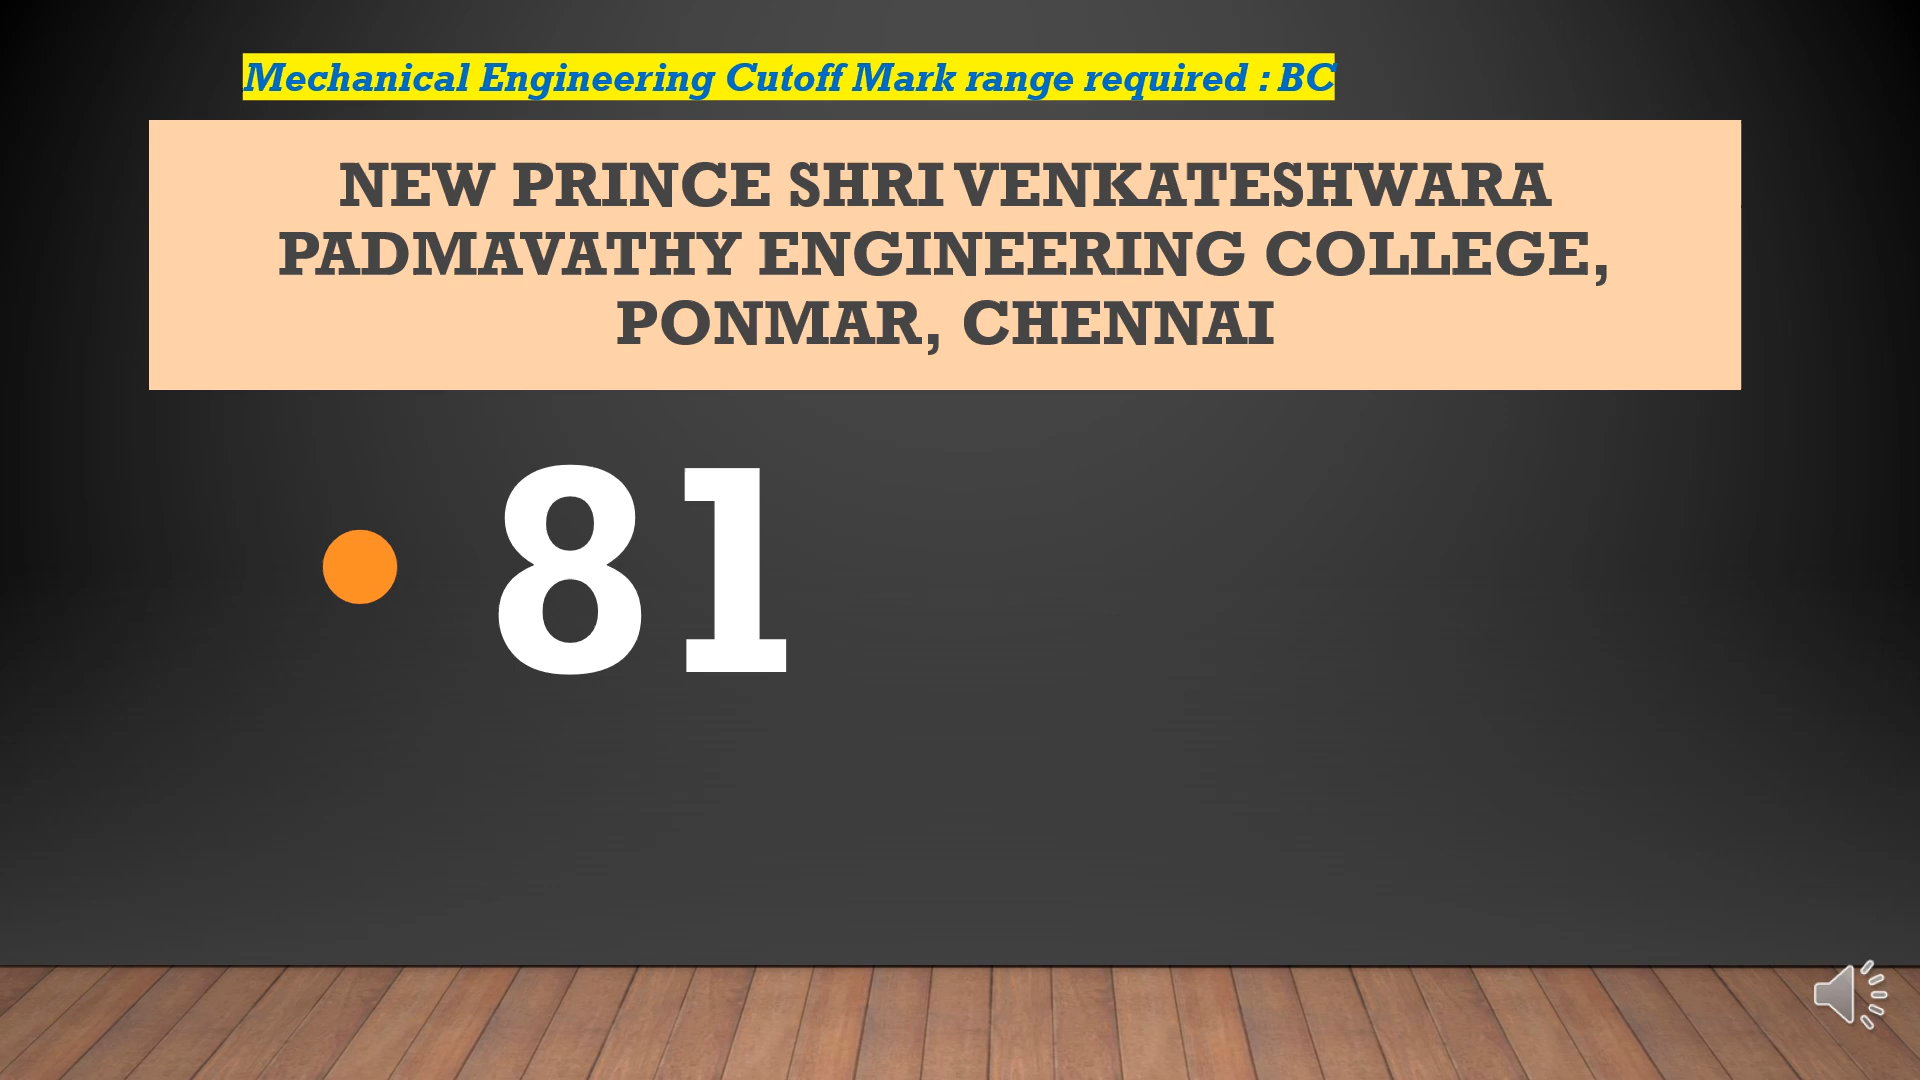 Mechanical Engineering Cutoff Mark range required : BC
NEW PRINCE SHRI VENKATESHWARA
PADMAVATHY ENGINEERING COLLEGE,
PONMAR, CHENNAI
• 81